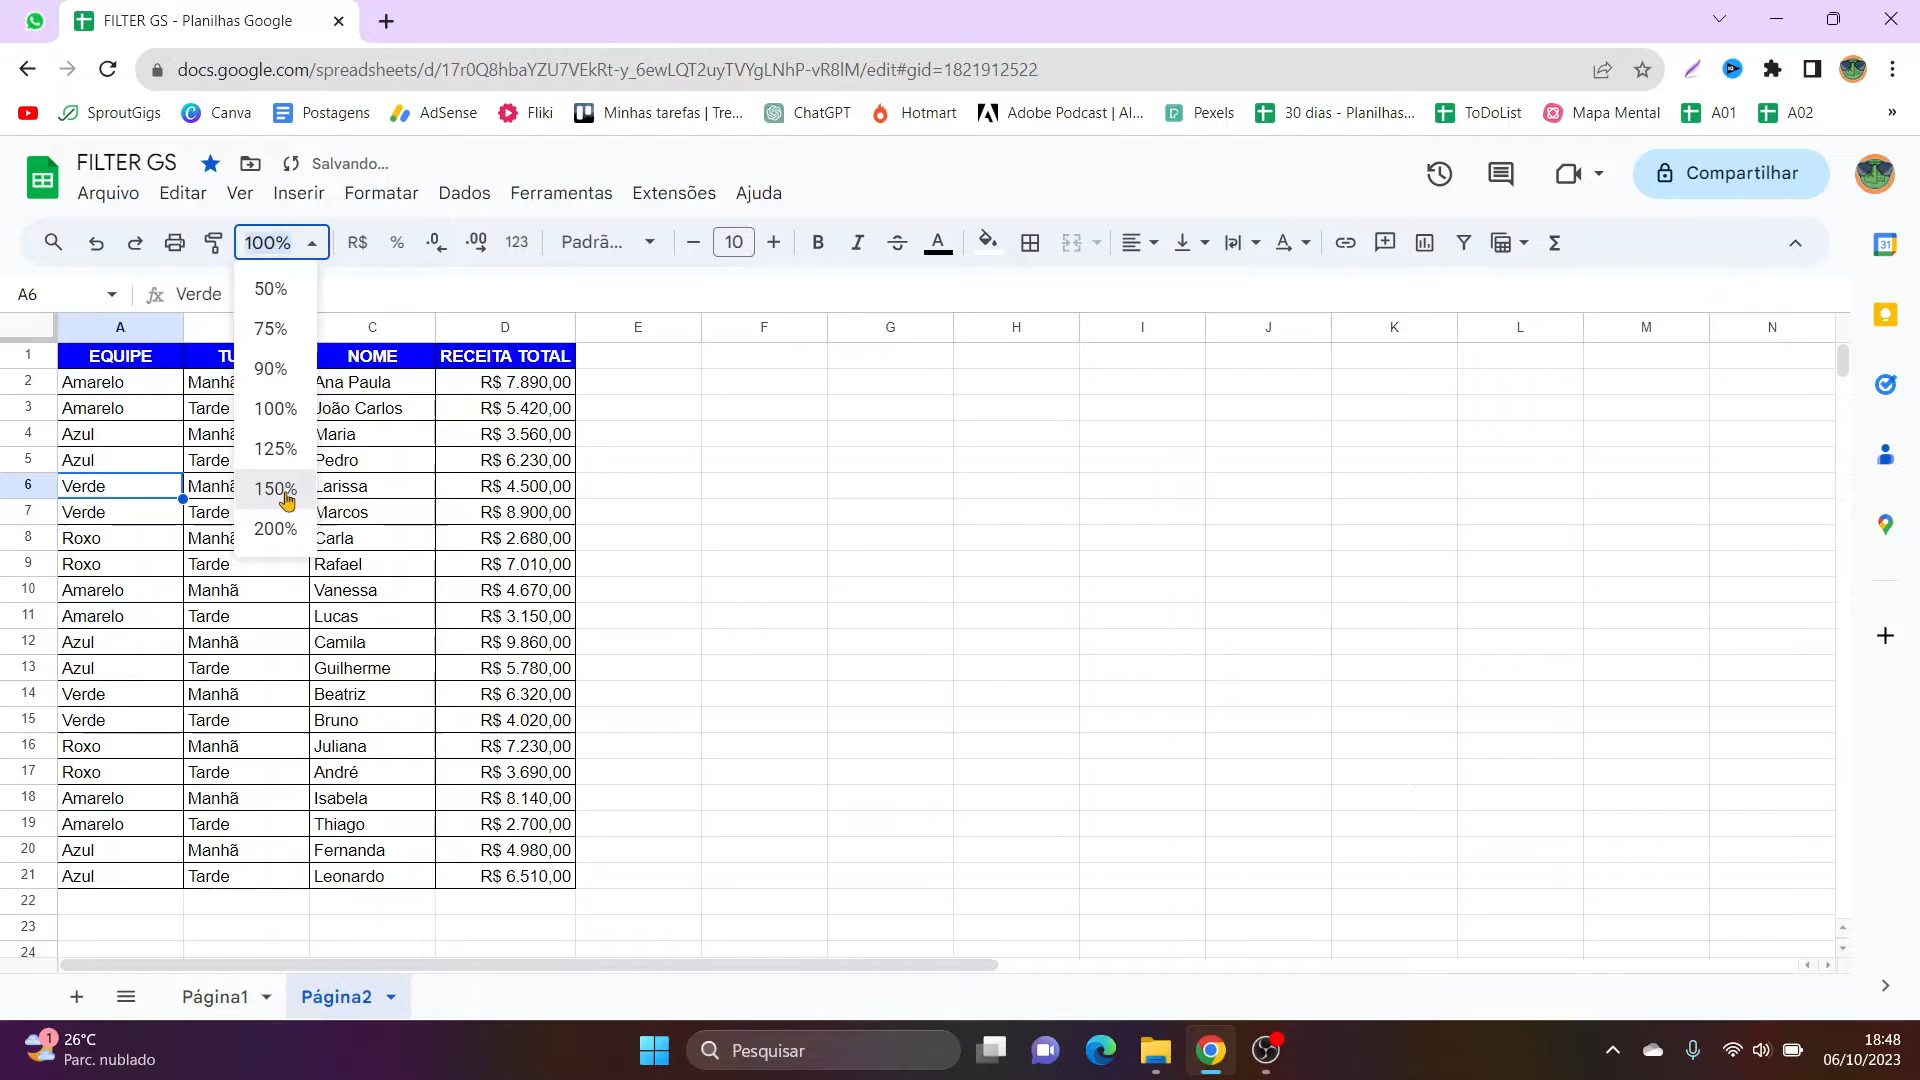 FILTER GS - Planilhas Google
docs.google.com/spreadsheets/d/17r0Q8hbaYZU7VEkRt-y_6ewLQT2uyTVYgLNhP-vR8lM/edit#gid=1821912522
SproutGigs Canva Postagens AdSense Fliki Minhas tarefas | Tre... ChatGPT Hotmart Adobe Podcast | AI... Pexels 30 dias - Planilhas... ToDoList Mapa Mental A01 A02 »
FILTER GS Salvando...
Arquivo Editar Ver Inserir Formatar Dados Ferramentas Extensões Ajuda
Compartilhar
100% R$ % .0 .00 123 Padrã... 10 B I A Σ
31
A6 fx Verde
50%
75%
90%
100%
125%
150%
200%
A C D E F G H I J K L M N
1 EQUIPE TU NOME RECEITA TOTAL
2 Amarelo Manhã Ana Paula R$ 7.890,00
3 Amarelo Tarde João Carlos R$ 5.420,00
4 Azul Manhã Maria R$ 3.560,00
5 Azul Tarde Pedro R$ 6.230,00
6 Verde Manhã Larissa R$ 4.500,00
7 Verde Tarde Marcos R$ 8.900,00
8 Roxo Manhã Carla R$ 2.680,00
9 Roxo Tarde Rafael R$ 7.010,00
10 Amarelo Manhã Vanessa R$ 4.670,00
11 Amarelo Tarde Lucas R$ 3.150,00
12 Azul Manhã Camila R$ 9.860,00
13 Azul Tarde Guilherme R$ 5.780,00
14 Verde Manhã Beatriz R$ 6.320,00
15 Verde Tarde Bruno R$ 4.020,00
16 Roxo Manhã Juliana R$ 7.230,00
17 Roxo Tarde André R$ 3.690,00
18 Amarelo Manhã Isabela R$ 8.140,00
19 Amarelo Tarde Thiago R$ 2.700,00
20 Azul Manhã Fernanda R$ 4.980,00
21 Azul Tarde Leonardo R$ 6.510,00
22
23
24
Página1 Página2
1 26°C
Parc. nublado
Pesquisar
18:48
06/10/2023